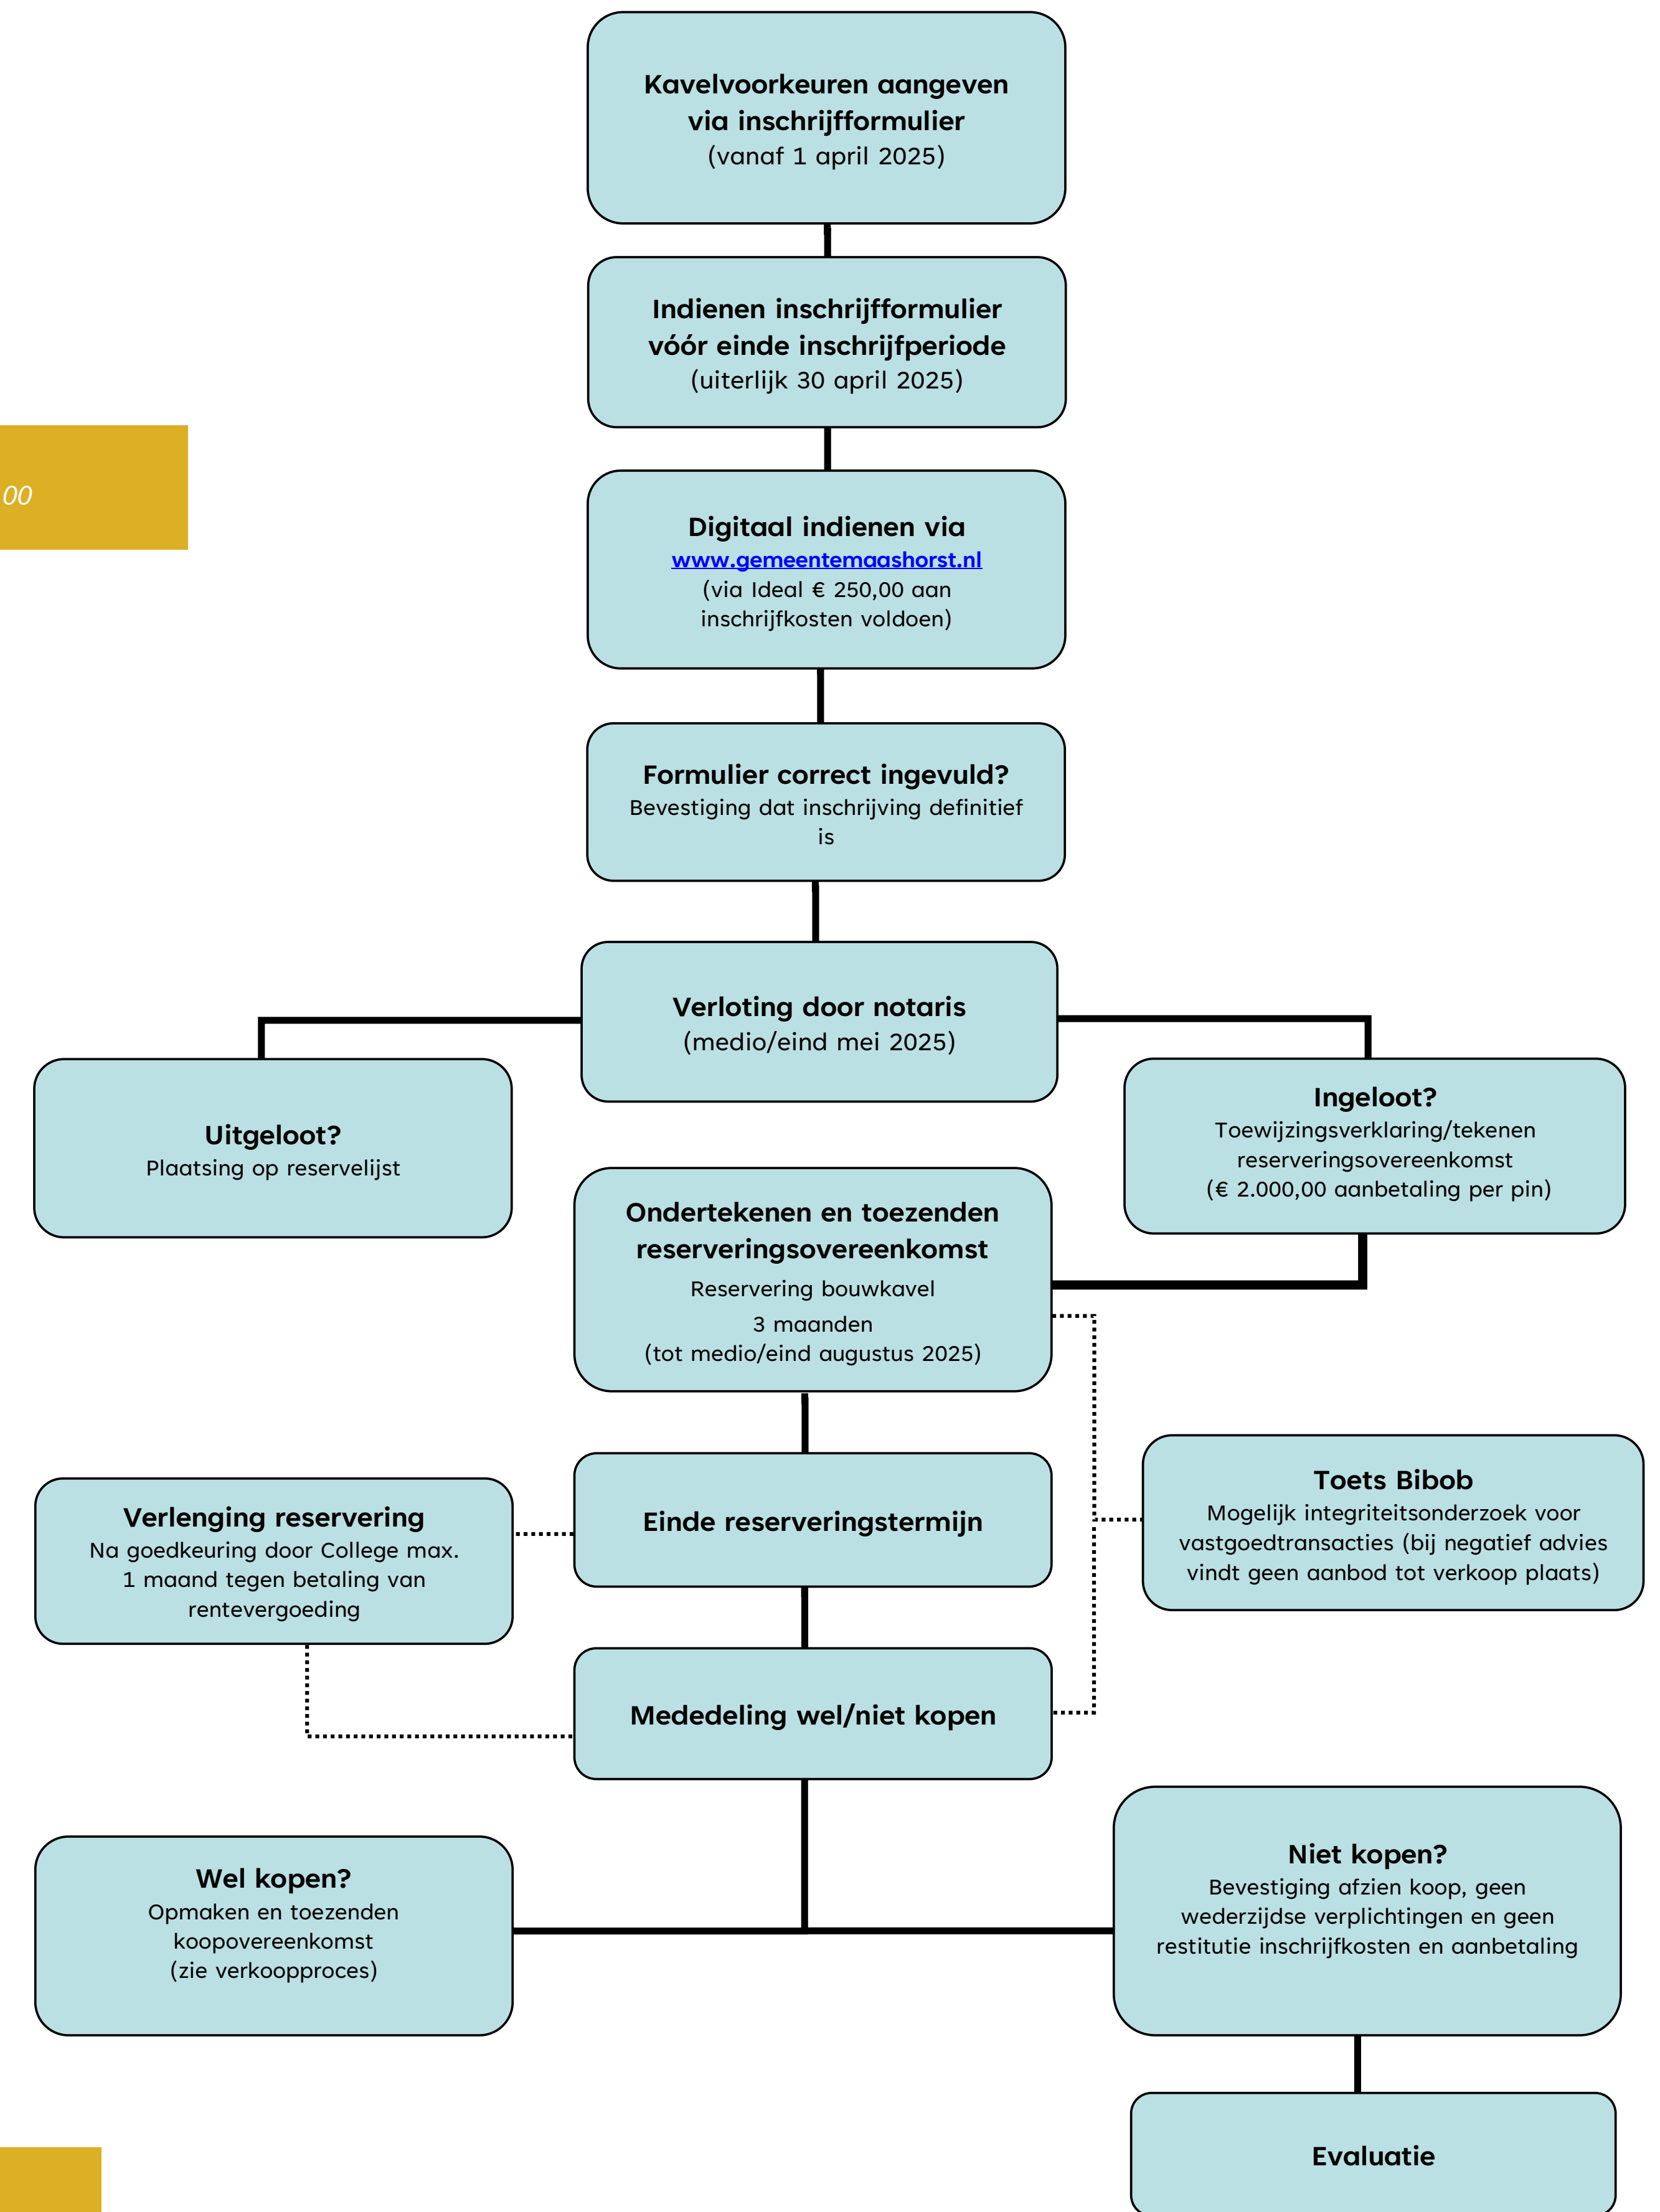 Kavelvoorkeuren aangeven
via inschrijfformulier
(vanaf 1 april 2025)
Indienen inschrijfformulier
vóór einde inschrijfperiode
(uiterlijk 30 april 2025)
00
Digitaal indienen via
www.gemeentemaashorst.nl
(via Ideal € 250,00 aan
inschrijfkosten voldoen)
Formulier correct ingevuld?
Bevestiging dat inschrijving definitief
is
Verloting door notaris
(medio/eind mei 2025)
Uitgeloot?
Plaatsing op reservelijst
Ingeloot?
Toewijzingsverklaring/tekenen
reserveringsovereenkomst
(€ 2.000,00 aanbetaling per pin)
Ondertekenen en toezenden
reserveringsovereenkomst
Reservering bouwkavel
3 maanden
(tot medio/eind augustus 2025)
Einde reserveringstermijn
Verlenging reservering
Na goedkeuring door College max.
1 maand tegen betaling van
rentevergoeding
Toets Bibob
Mogelijk integriteitsonderzoek voor
vastgoedtransacties (bij negatief advies
vindt geen aanbod tot verkoop plaats)
Mededeling wel/niet kopen
Wel kopen?
Opmaken en toezenden
koopovereenkomst
(zie verkoopproces)
Niet kopen?
Bevestiging afzien koop, geen
wederzijdse verplichtingen en geen
restitutie inschrijfkosten en aanbetaling
Evaluatie